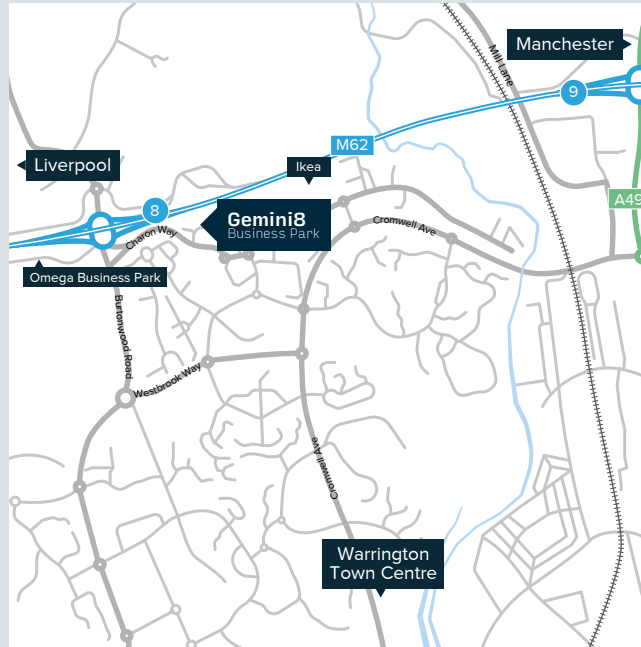 Manchester
Mill Lane
9
M62
Liverpool
Ikea
A49
8
Gemini8
Business Park
Charon Way
Cromwell Ave
Omega Business Park
Burtonwood Road
Westbrook Way
Cromwell Ave
Warrington
Town Centre